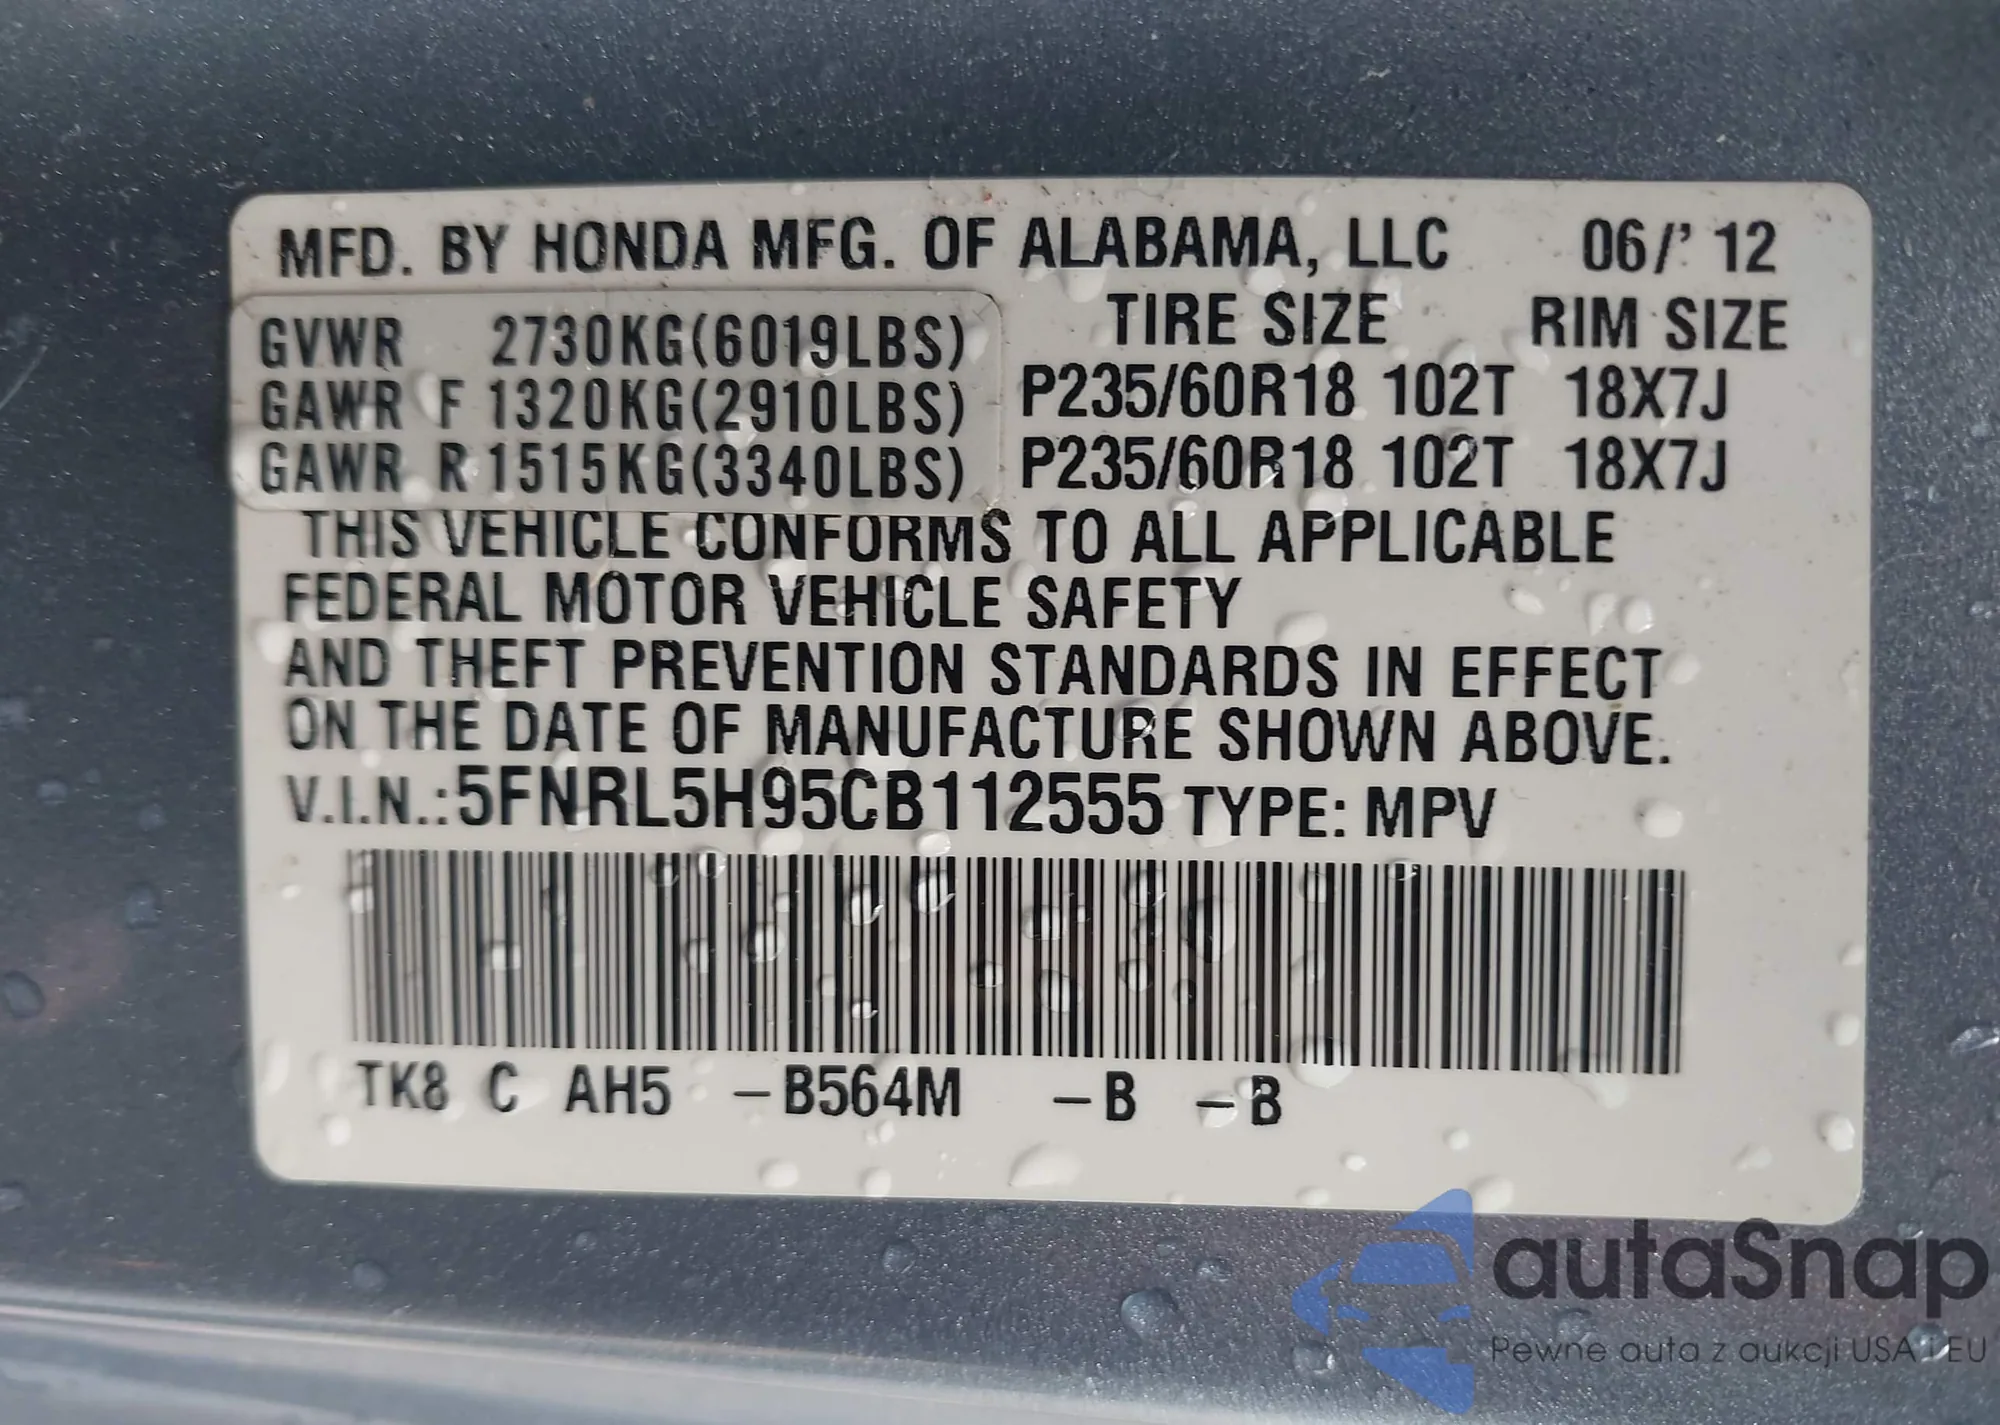 MFD. BY HONDA MFG. OF ALABAMA, LLC 06/' 12
TIRE SIZE RIM SIZE
GVWR 2730KG(6019LBS)
GAWR F 1320KG(2910LBS) P235/60R18 102T 18X7J
GAWR R 1515KG(3340LBS) P235/60R18 102T 18X7J
THIS VEHICLE CONFORMS TO ALL APPLICABLE
FEDERAL MOTOR VEHICLE SAFETY
AND THEFT PREVENTION STANDARDS IN EFFECT
ON THE DATE OF MANUFACTURE SHOWN ABOVE.
V.I.N.:5FNRL5H95CB112555 TYPE: MPV
TK8 C AH5 –B564M –B –B
autaSnap
Pewne auta z aukcji USA i EU